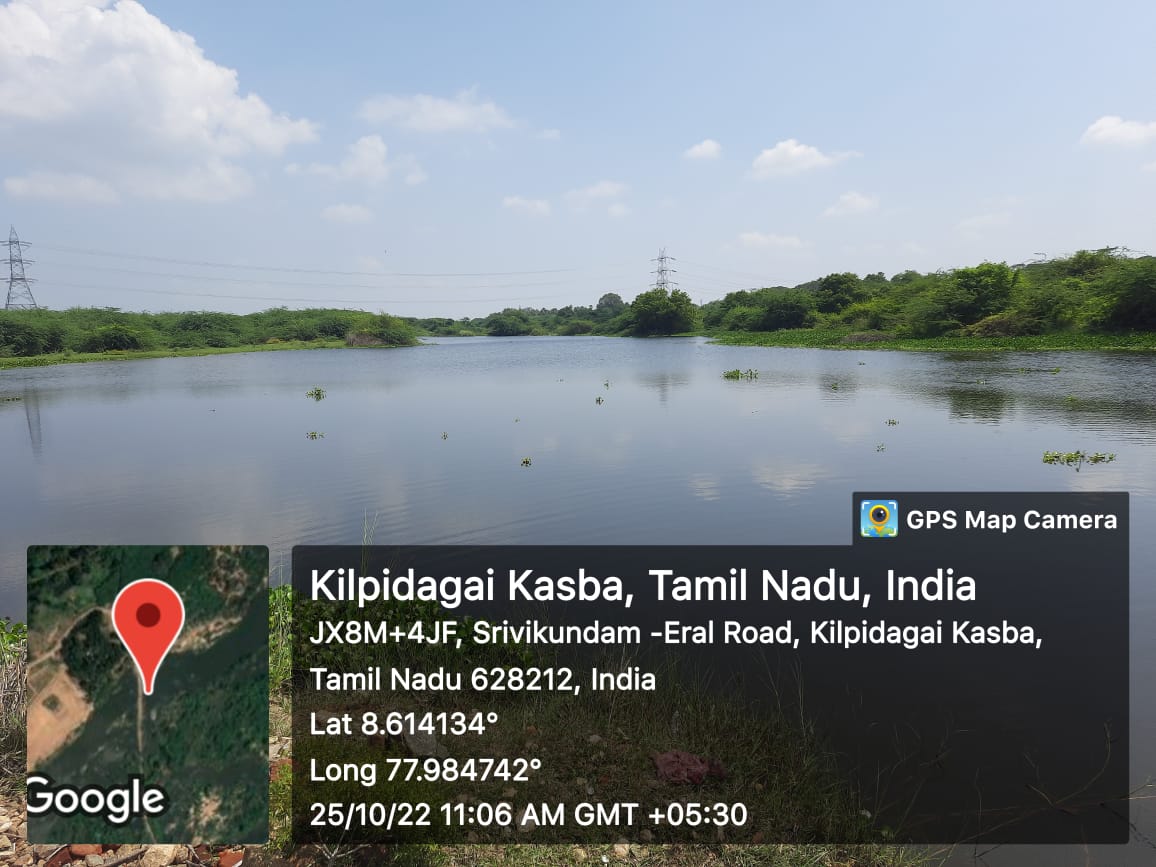 GPS Map Camera
Kilpidagai Kasba, Tamil Nadu, India
JX8M+4JF, Srivikundam -Eral Road, Kilpidagai Kasba,
Tamil Nadu 628212, India
Lat 8.614134°
Long 77.984742°
25/10/22 11:06 AM GMT +05:30
Google